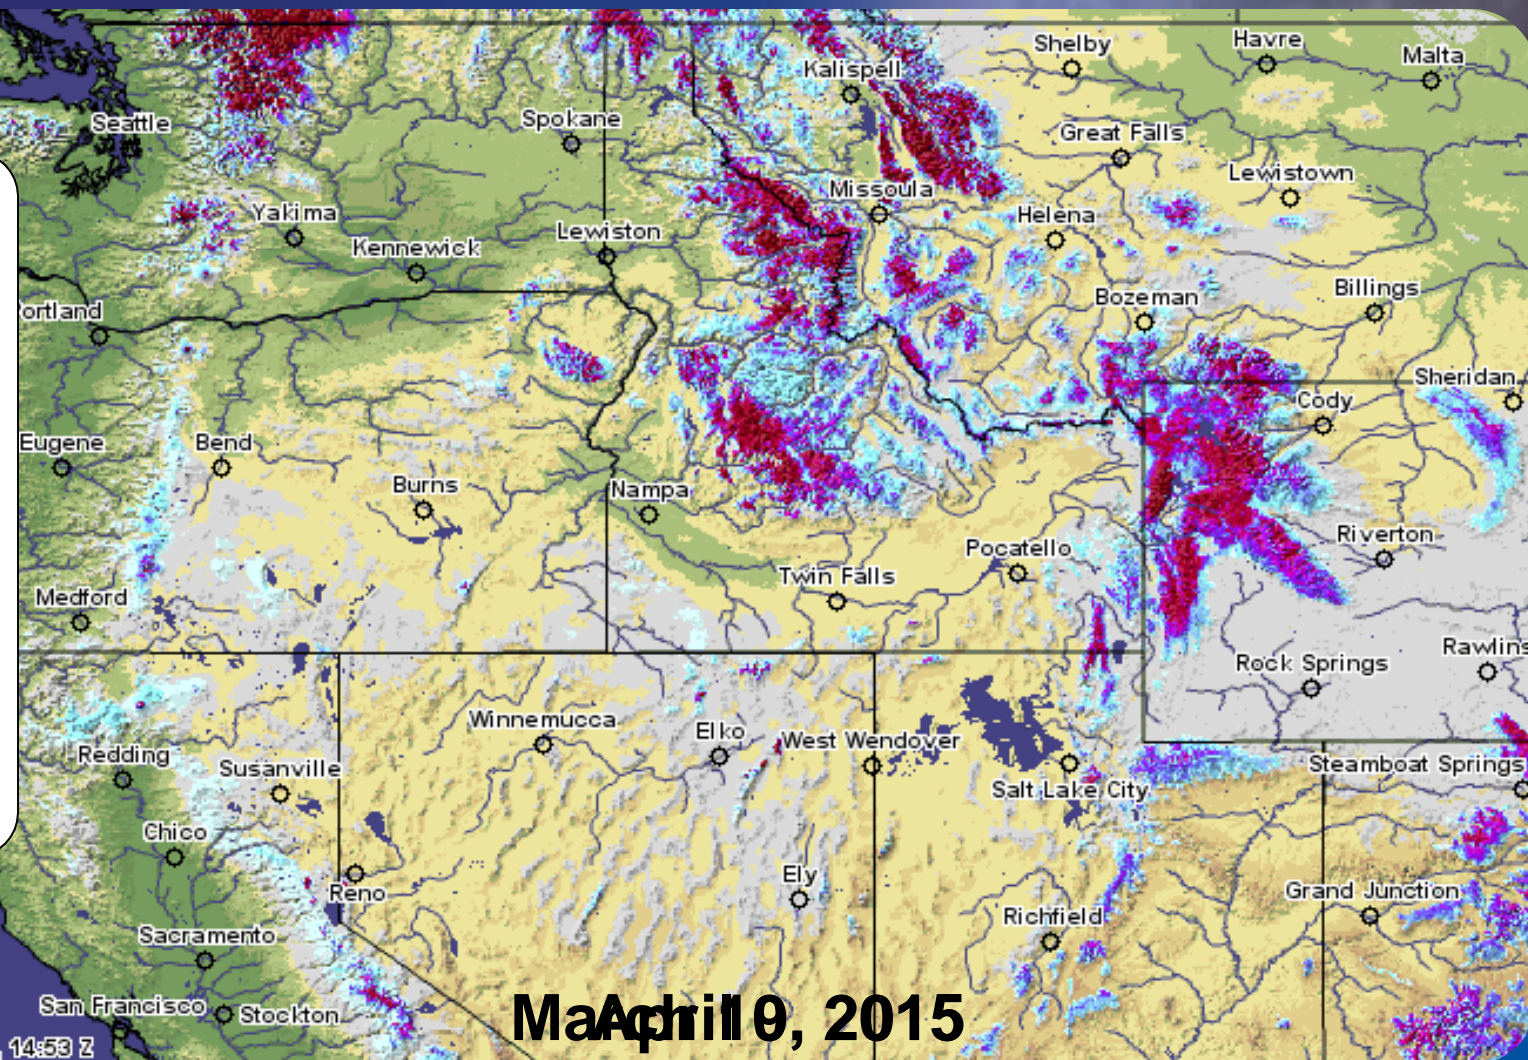 Shelby
Havre
Malta
Kalispell
Seattle
Spokane
Great Falls
Lewistown
Missoula
Yakima
Helena
Kennewick
Lewiston
Billings
Bozeman
ortland
Sheridan
Cody
Eugene
Bend
Burns
Nampa
Riverton
Pocatello
Twin Falls
Medford
Rawlins
Rock Springs
Winnemucca
Elko
West Wendover
Redding
Susanville
Steamboat Springs
Salt Lake City
Chico
Reno
Ely
Grand Junction
Richfield
Sacramento
San Francisco
Stockton
, 2015
14:53 Z